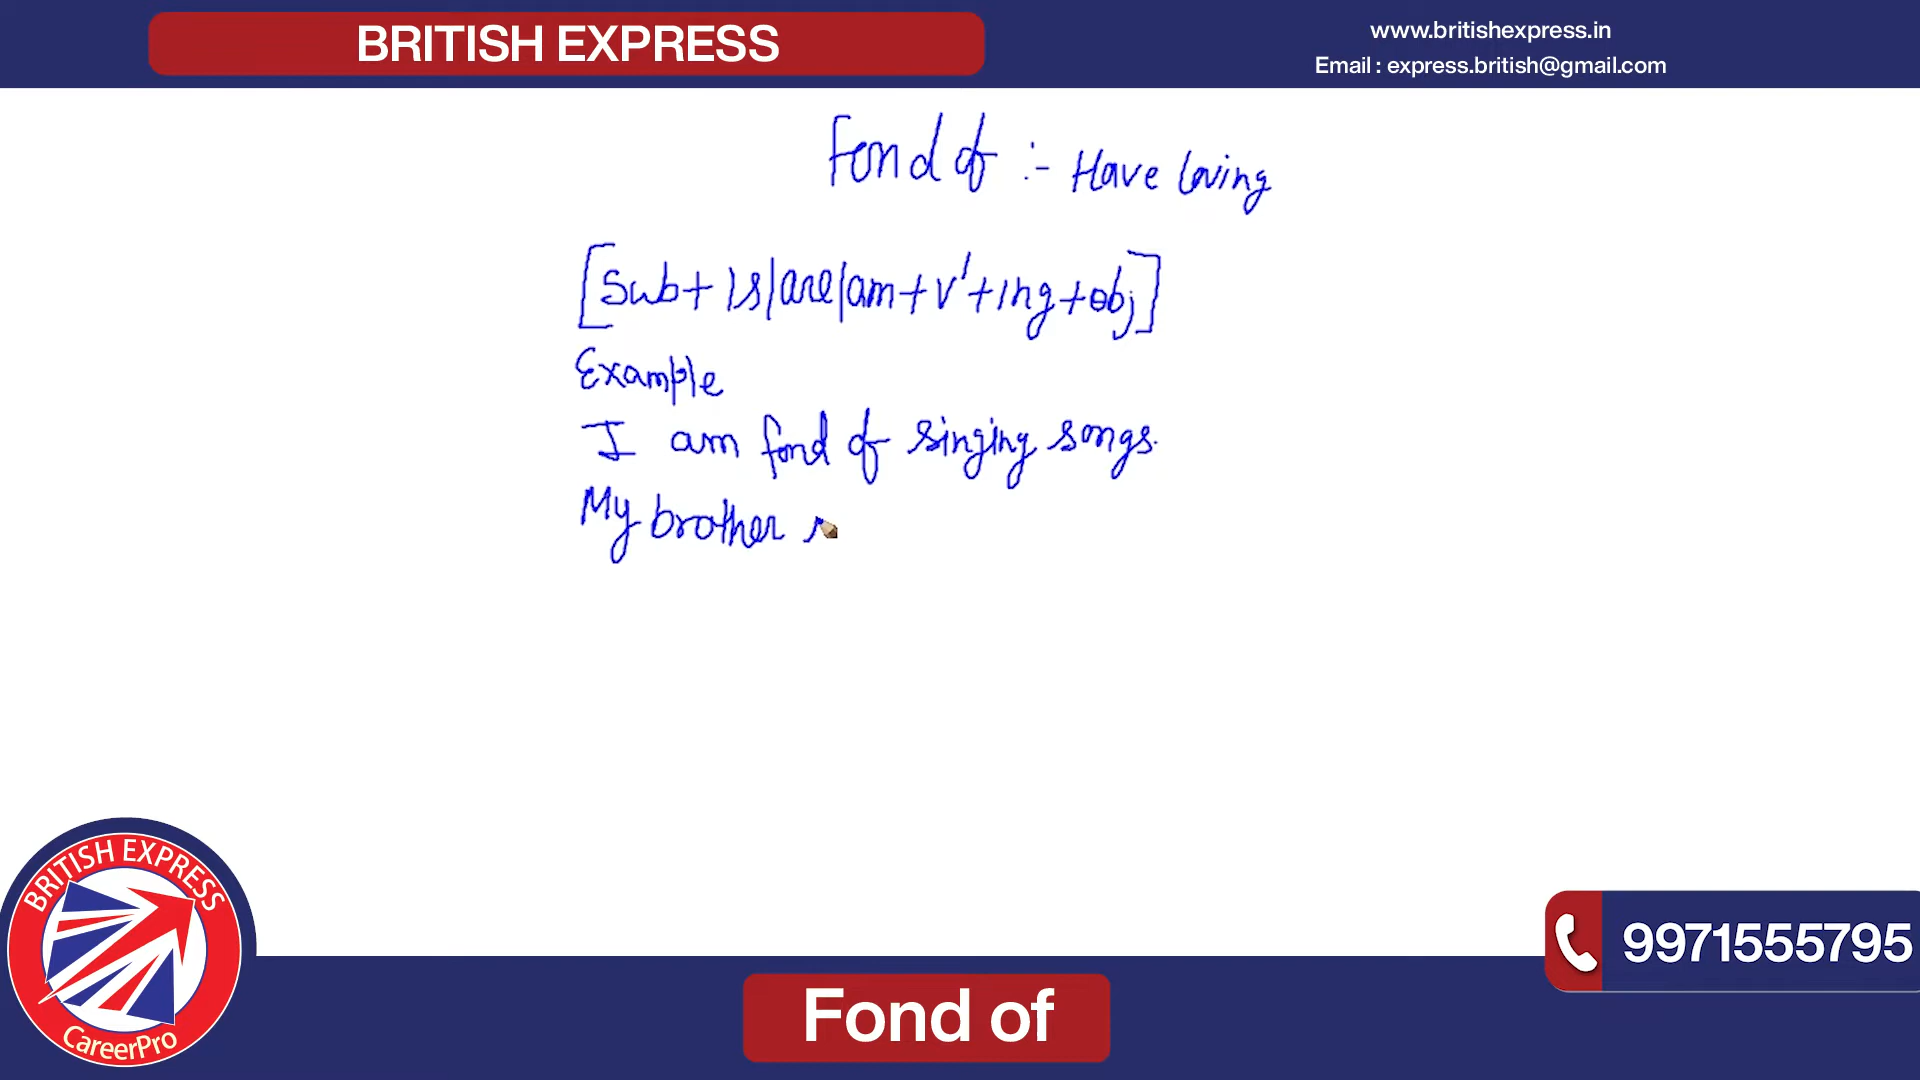 BRITISH EXPRESS
www.britishexpress.in
Email : express.british@gmail.com
Fond of :- Have loving
[Sub+is|are|am+v'+ing+obj]
Example
I am fond of singing songs.
My brother
BRITISH EXPRESS
CareerPro
9971555795
Fond of